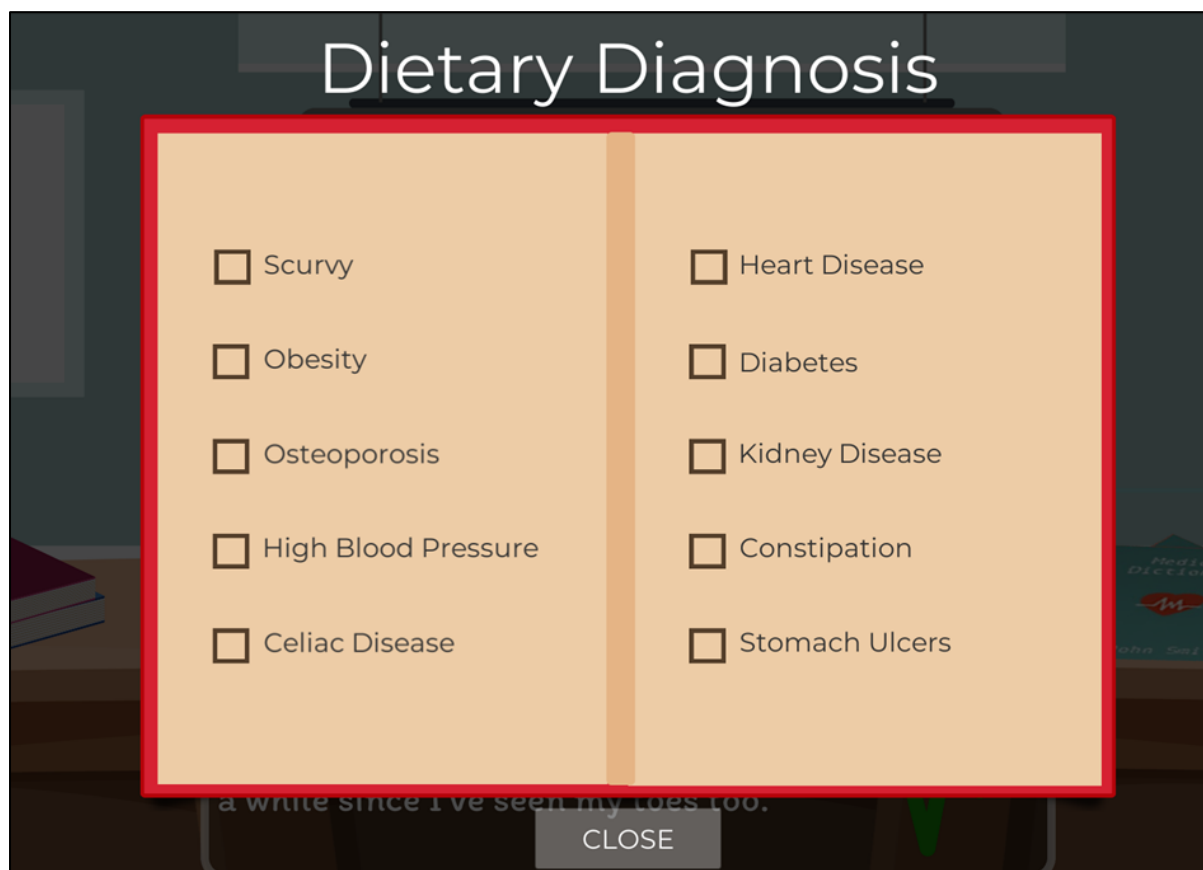 Dietary Diagnosis
Scurvy
Obesity
Osteoporosis
High Blood Pressure
Celiac Disease
Heart Disease
Diabetes
Kidney Disease
Constipation
Stomach Ulcers
a while since I've seen my toes too.
CLOSE